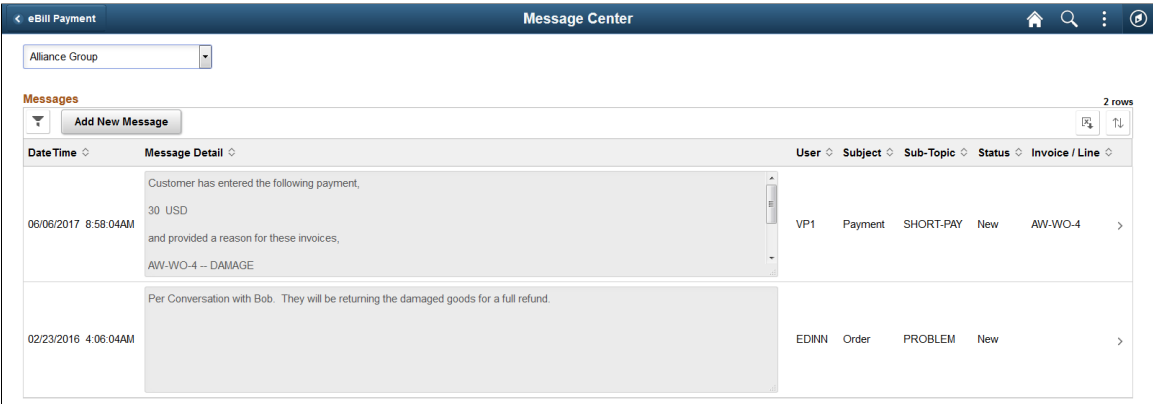 eBill Payment
Message Center
Alliance Group
Messages
2 rows
Add New Message
DateTime Message Detail User Subject Sub-Topic Status Invoice / Line
Customer has entered the following payment,
30 USD
06/06/2017 8:58:04AM VP1 Payment SHORT-PAY New AW-WO-4
and provided a reason for these invoices,
AW-WO-4 -- DAMAGE
Per Conversation with Bob. They will be returning the damaged goods for a full refund.
02/23/2016 4:06:04AM EDINN Order PROBLEM New